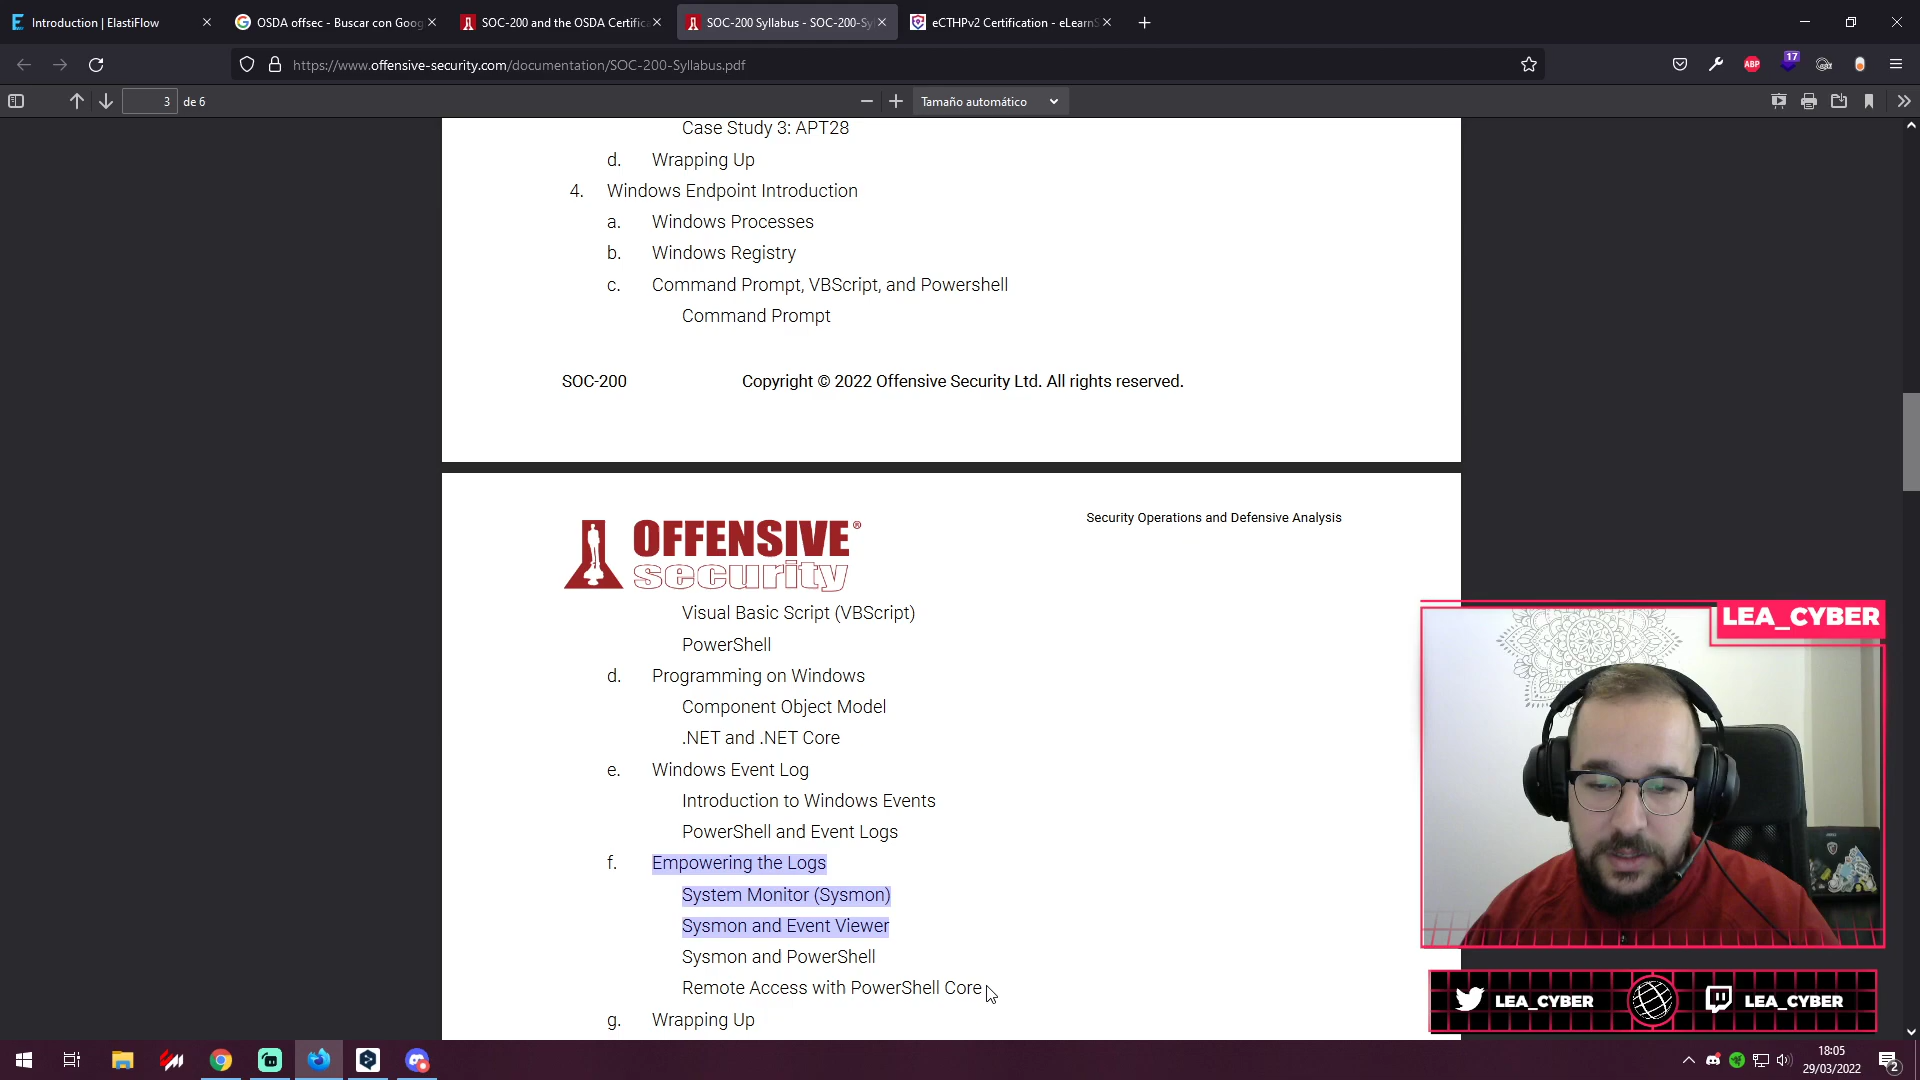 Introduction | ElastiFlow
OSDA offsec - Buscar con Goog
SOC-200 and the OSDA Certifica
SOC-200 Syllabus - SOC-200-Sy
eCTHPv2 Certification - eLearnS
https://www.offensive-security.com/documentation/SOC-200-Syllabus.pdf
ABP
17
3 de 6
Tamaño automático
Case Study 3: APT28
d. Wrapping Up
4. Windows Endpoint Introduction
a. Windows Processes
b. Windows Registry
c. Command Prompt, VBScript, and Powershell
Command Prompt
SOC-200 Copyright © 2022 Offensive Security Ltd. All rights reserved.
Security Operations and Defensive Analysis
OFFENSIVE®
security
Visual Basic Script (VBScript)
PowerShell
d. Programming on Windows
Component Object Model
.NET and .NET Core
e. Windows Event Log
Introduction to Windows Events
PowerShell and Event Logs
f. Empowering the Logs
System Monitor (Sysmon)
Sysmon and Event Viewer
Sysmon and PowerShell
Remote Access with PowerShell Core
g. Wrapping Up
LEA_CYBER
LEA_CYBER
LEA_CYBER
18:05
29/03/2022
2